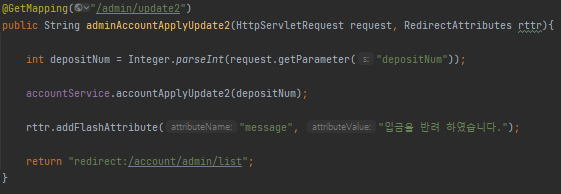 @GetMapping("/admin/update2")
public String adminAccountApplyUpdate2(HttpServletRequest request, RedirectAttributes rttr){
int depositNum = Integer.parseInt(request.getParameter( s: "depositNum"));
accountService.accountApplyUpdate2(depositNum);
rttr.addFlashAttribute( attributeName: "message", attributeValue: "입금을 반려 하였습니다.");
return "redirect:/account/admin/list";
}